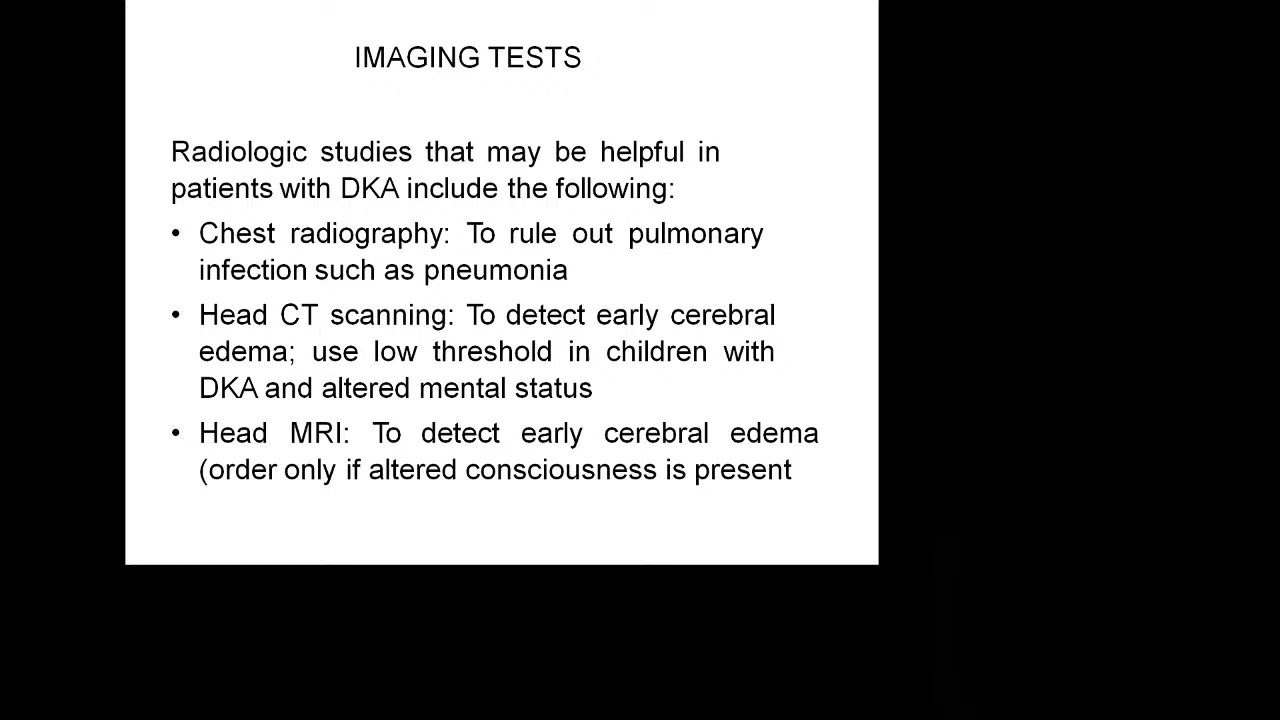 IMAGING TESTS
Radiologic studies that may be helpful in
patients with DKA include the following:
• Chest radiography: To rule out pulmonary
infection such as pneumonia
• Head CT scanning: To detect early cerebral
edema; use low threshold in children with
DKA and altered mental status
• Head MRI: To detect early cerebral edema
(order only if altered consciousness is present